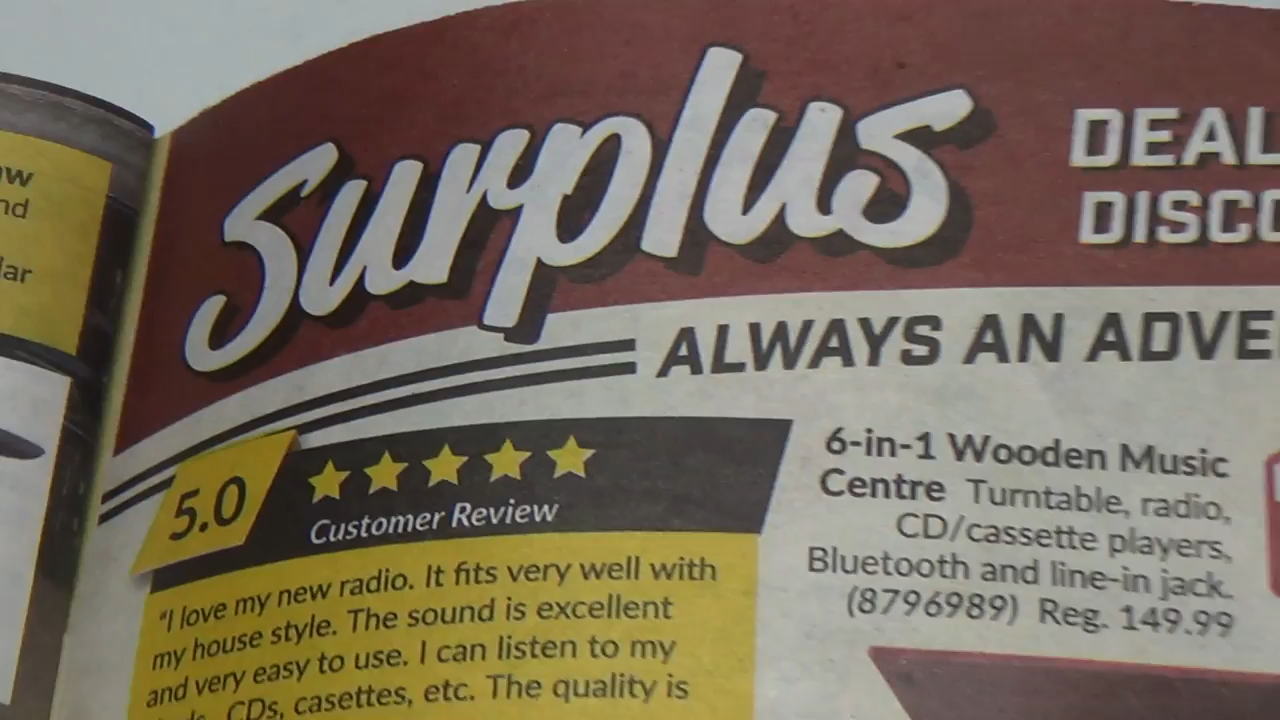 Surplus
DEAL
DISCO
ALWAYS AN ADVE
5.0
Customer Review
"I love my new radio. It fits very well with
my house style. The sound is excellent
and very easy to use. I can listen to my
CDs, casettes, etc. The quality is
6-in-1 Wooden Music
Centre Turntable, radio,
CD/cassette players,
Bluetooth and line-in jack.
(8796989) Reg. 149.99